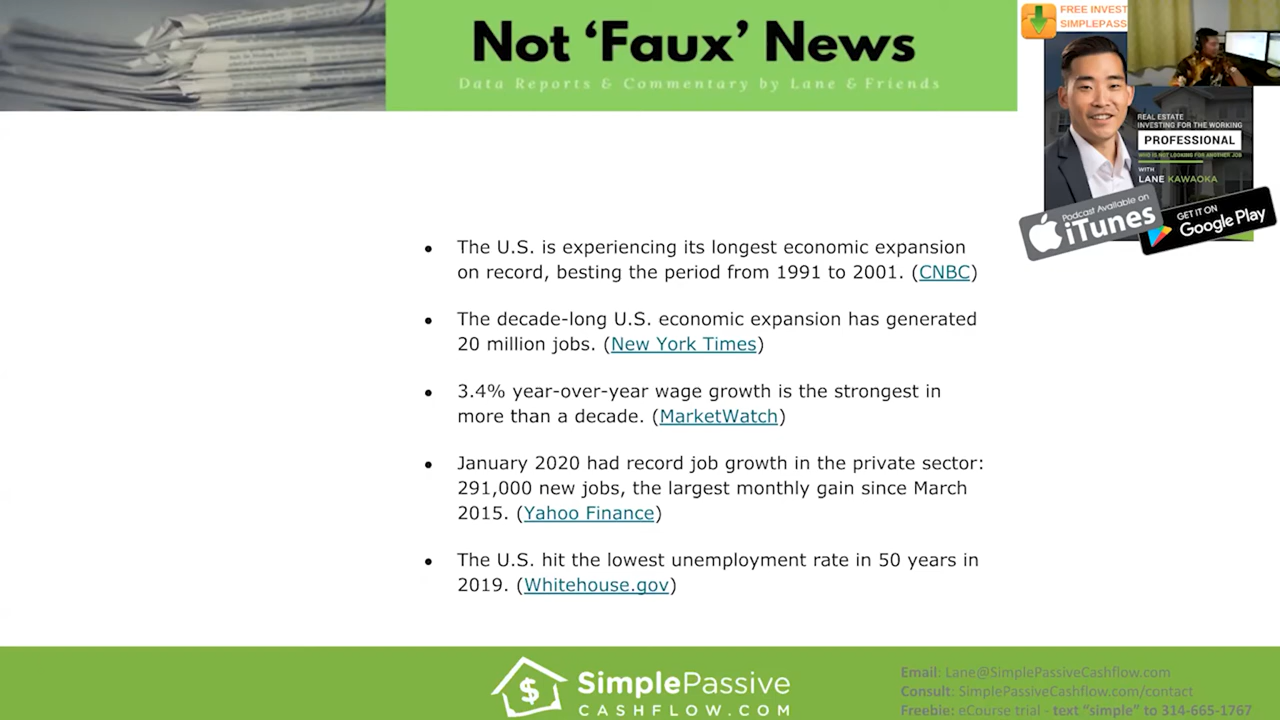 Not ‘Faux’ News
Data Reports & Commentary by Lane & Friends
FREE INVEST
SIMPLEPASS
REAL ESTATE
INVESTING FOR THE WORKING
PROFESSIONAL
WHO IS NOT LOOKING FOR ANOTHER JOB
WITH
LANE KAWAOKA
Podcast Available on
iTunes
GET IT ON
Google Play
• The U.S. is experiencing its longest economic expansion
on record, besting the period from 1991 to 2001. (CNBC)
• The decade-long U.S. economic expansion has generated
20 million jobs. (New York Times)
• 3.4% year-over-year wage growth is the strongest in
more than a decade. (MarketWatch)
• January 2020 had record job growth in the private sector:
291,000 new jobs, the largest monthly gain since March
2015. (Yahoo Finance)
• The U.S. hit the lowest unemployment rate in 50 years in
2019. (Whitehouse.gov)
SimplePassive
CASHFLOW.COM
Email: Lane@SimplePassiveCashflow.com
Consult: SimplePassiveCashflow.com/contact
Freebie: eCourse trial - text “simple” to 314-665-1767